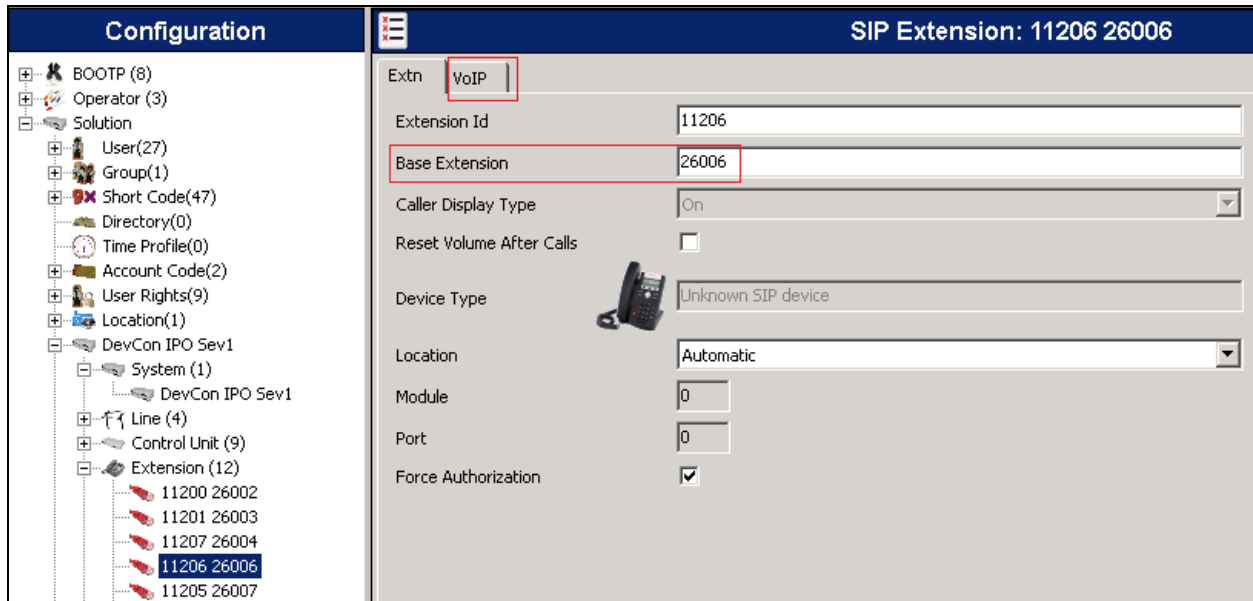 Configuration
BOOTP (8)
Operator (3)
Solution
User(27)
Group(1)
Short Code(47)
Directory(0)
Time Profile(0)
Account Code(2)
User Rights(9)
Location(1)
DevCon IPO Sev1
System (1)
DevCon IPO Sev1
Line (4)
Control Unit (9)
Extension (12)
11200 26002
11201 26003
11207 26004
11206 26006
11205 26007
SIP Extension: 11206 26006
Extn VoIP
Extension Id 11206
Base Extension 26006
Caller Display Type On
Reset Volume After Calls
Device Type Unknown SIP device
Location Automatic
Module 0
Port 0
Force Authorization